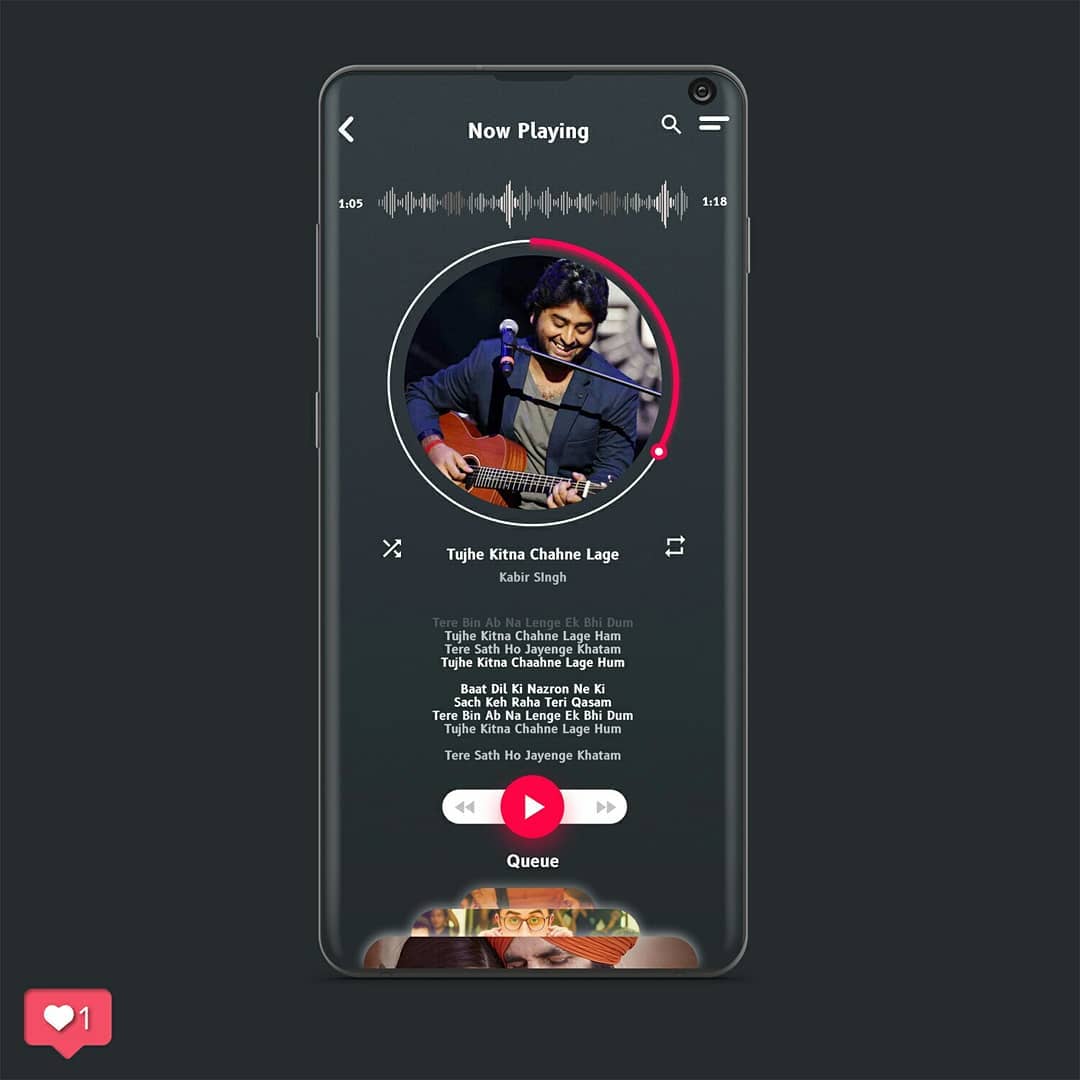 Now Playing
1:05
1:18
Tujhe Kitna Chahne Lage
Kabir SIngh
Tere Bin Ab Na Lenge Ek Bhi Dum
Tujhe Kitna Chahne Lage Ham
Tere Sath Ho Jayenge Khatam
Tujhe Kitna Chaahne Lage Hum
Baat Dil Ki Nazron Ne Ki
Sach Keh Raha Teri Qasam
Tere Bin Ab Na Lenge Ek Bhi Dum
Tujhe Kitna Chahne Lage Hum
Tere Sath Ho Jayenge Khatam
Queue
1